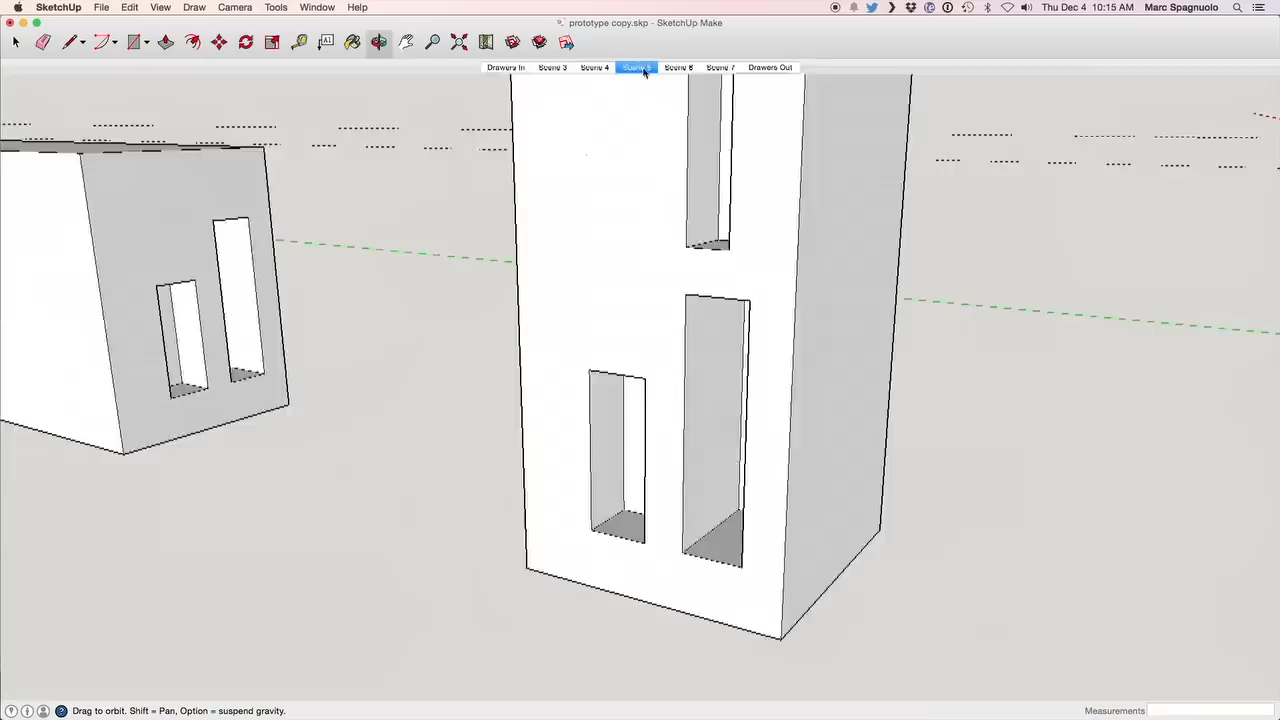 SketchUp File Edit View Draw Camera Tools Window Help Thu Dec 4 10:15 AM Marc Spagnuolo
prototype copy.skp - SketchUp Make
Drawers In Scene 3 Scene 4 Scene 5 Scene 6 Scene 7 Drawers Out
Drag to orbit. Shift = Pan, Option = suspend gravity. Measurements